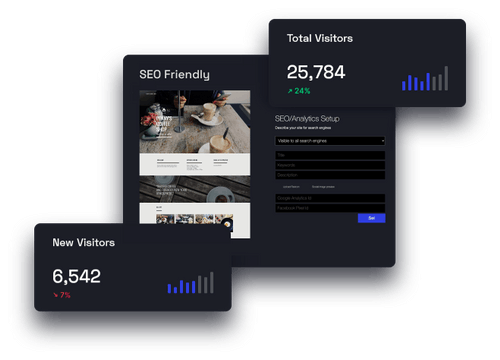 Total Visitors
25,784
↗ 24%
SEO Friendly
SEO/Analytics Setup
Describe your site for search engines
Visible to all search engines
Title
Keywords
Description
Google Analytics ID
Facebook Pixel ID
Set
New Visitors
6,542
↘ 7%